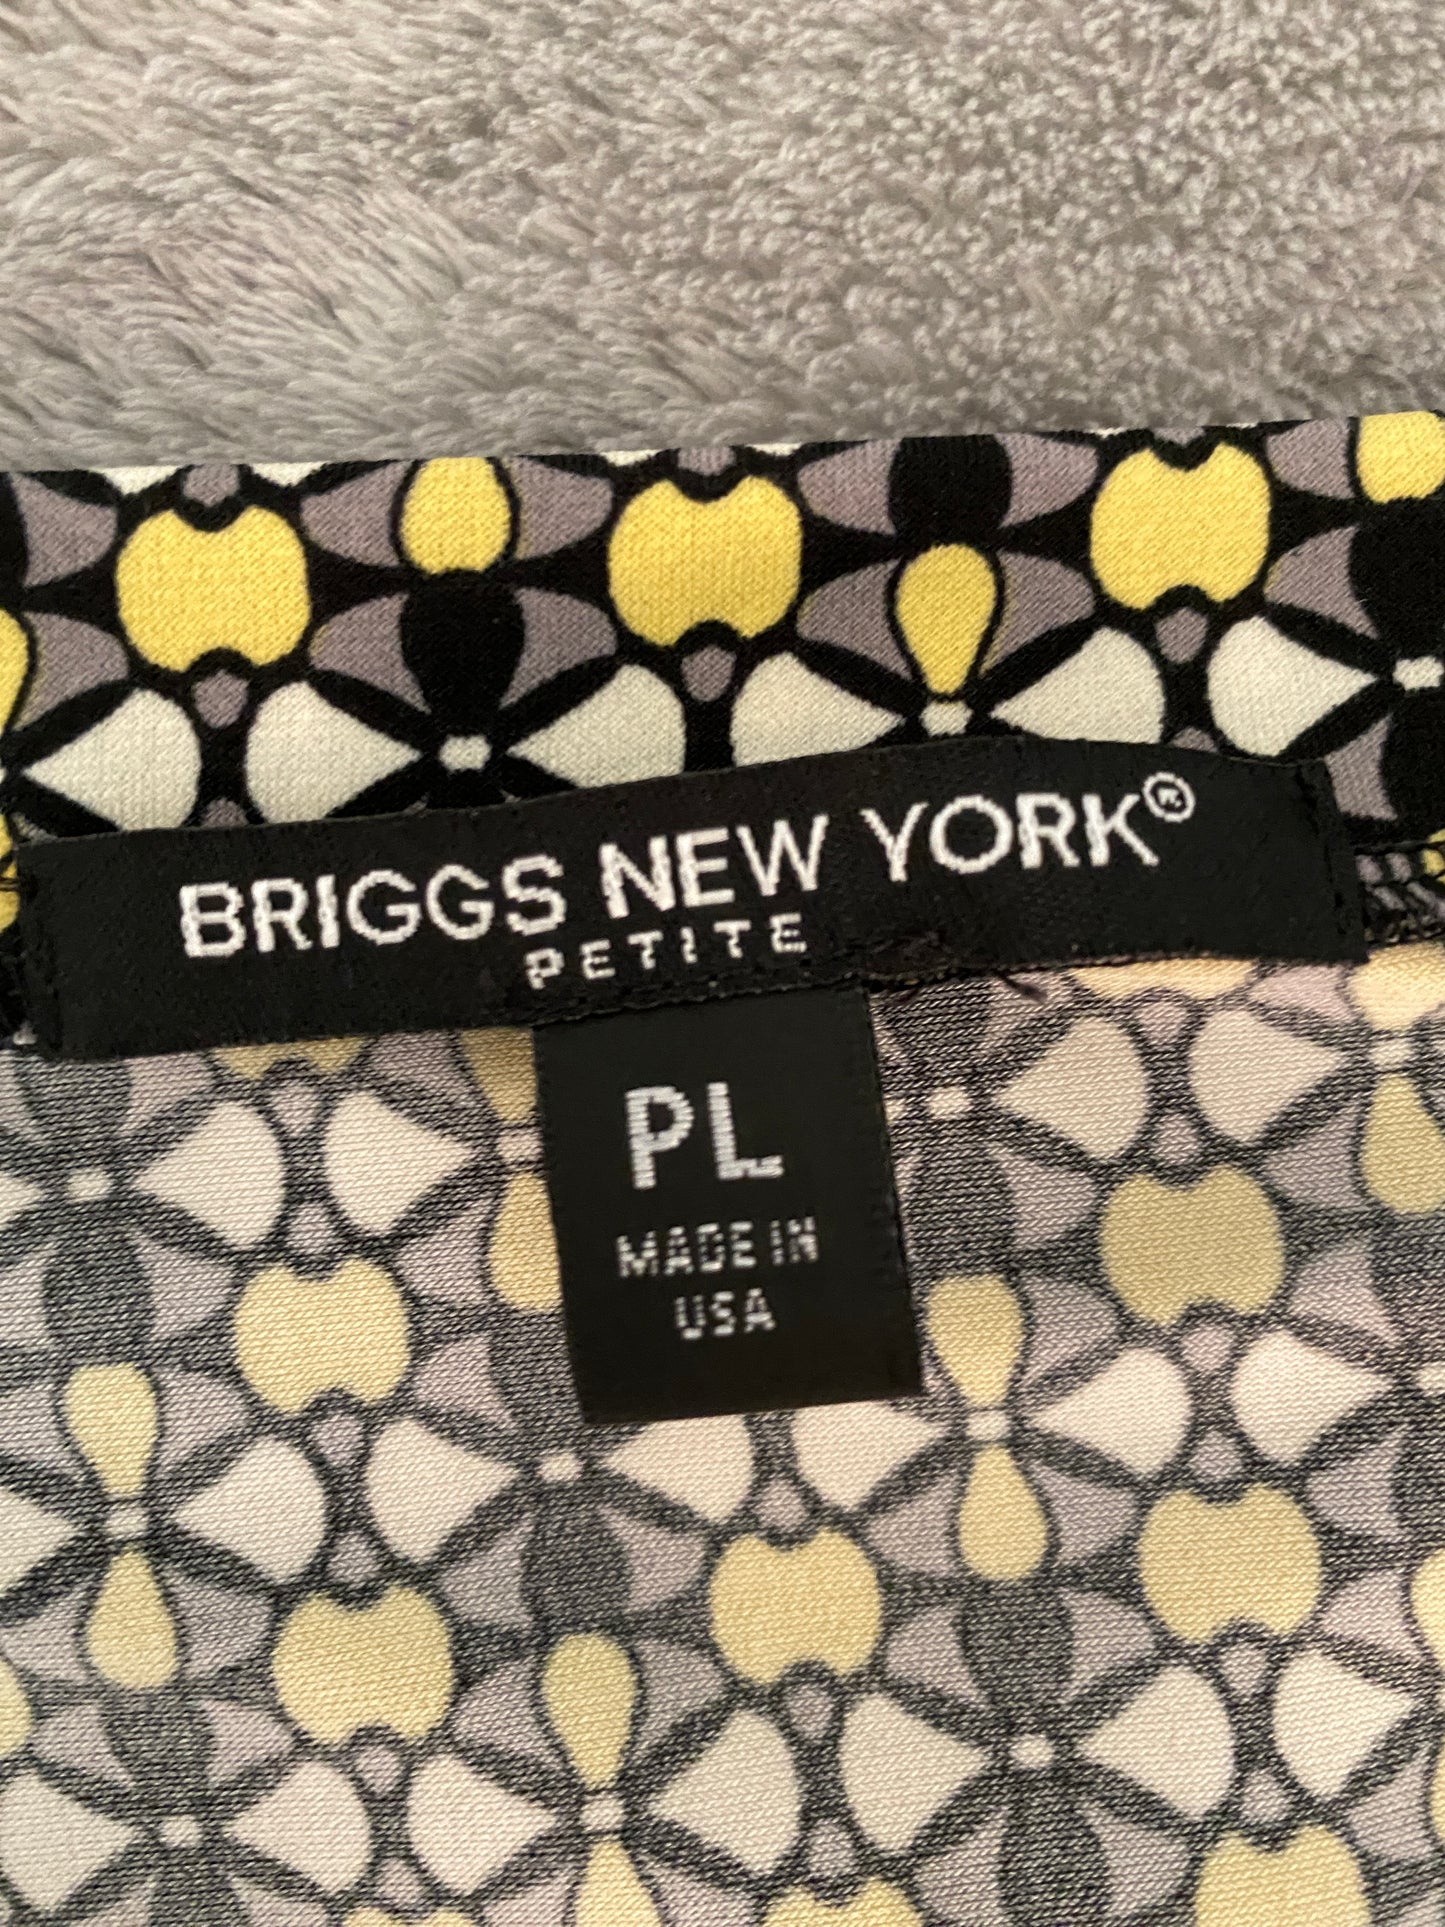 BRIGGS NEW YORK®
PETITE
PL
MADE IN
USA